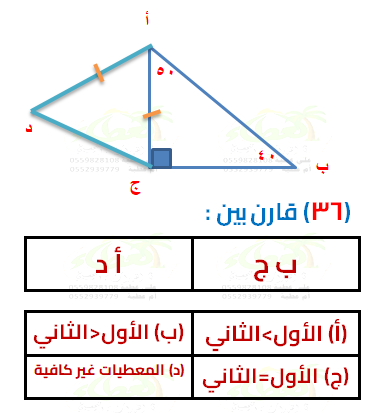 أ
٥٠
د
٤٠
ب
ج
(٣٦) قارن بين :
ب ج
أ د
(أ) الأول>الثاني
(ب) الأول<الثاني
(ج) الأول=الثاني
(د) المعطيات غير كافية